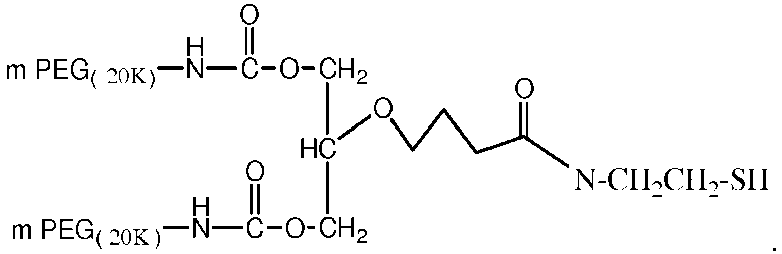 O O
H ||
m PEG( 20K)–N–C–O–CH2
O
HC
O
H
N-CH2CH2-SH
m PEG( 20K)–N–C–O–CH2
.